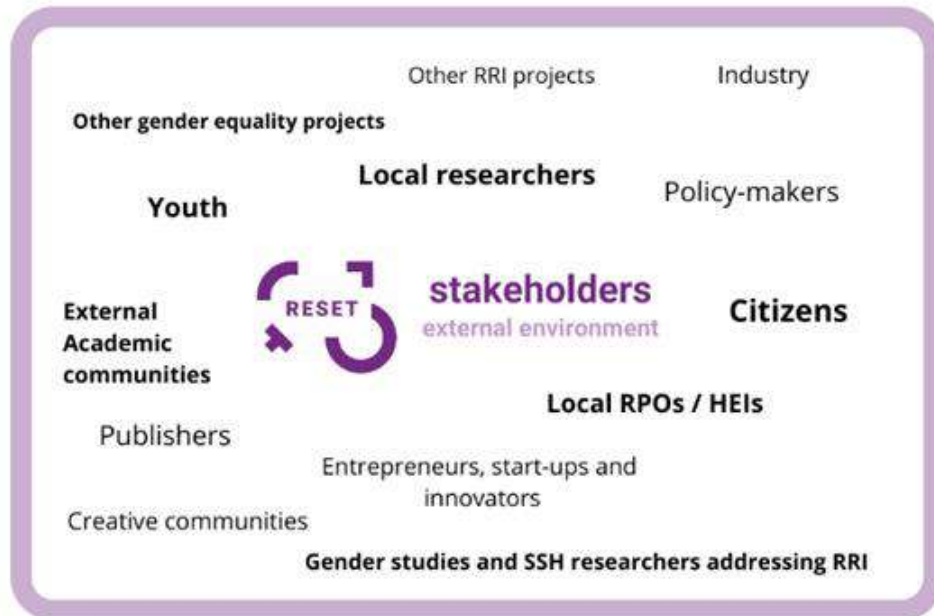 Other RRI projects
Industry
Other gender equality projects
Local researchers
Policy-makers
Youth
RESET
stakeholders
external environment
Citizens
External
Academic
communities
Local RPOs / HEIs
Publishers
Entrepreneurs, start-ups and
innovators
Creative communities
Gender studies and SSH researchers addressing RRI